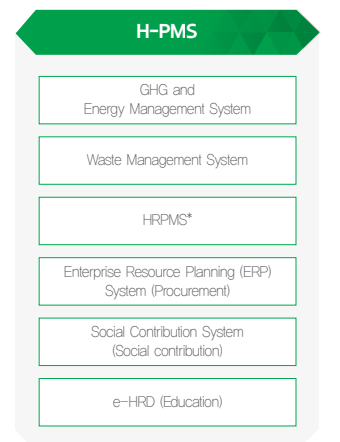 H-PMS
GHG and
Energy Management System
Waste Management System
HRPMS*
Enterprise Resource Planning (ERP)
System (Procurement)
Social Contribution System
(Social contribution)
e-HRD (Education)